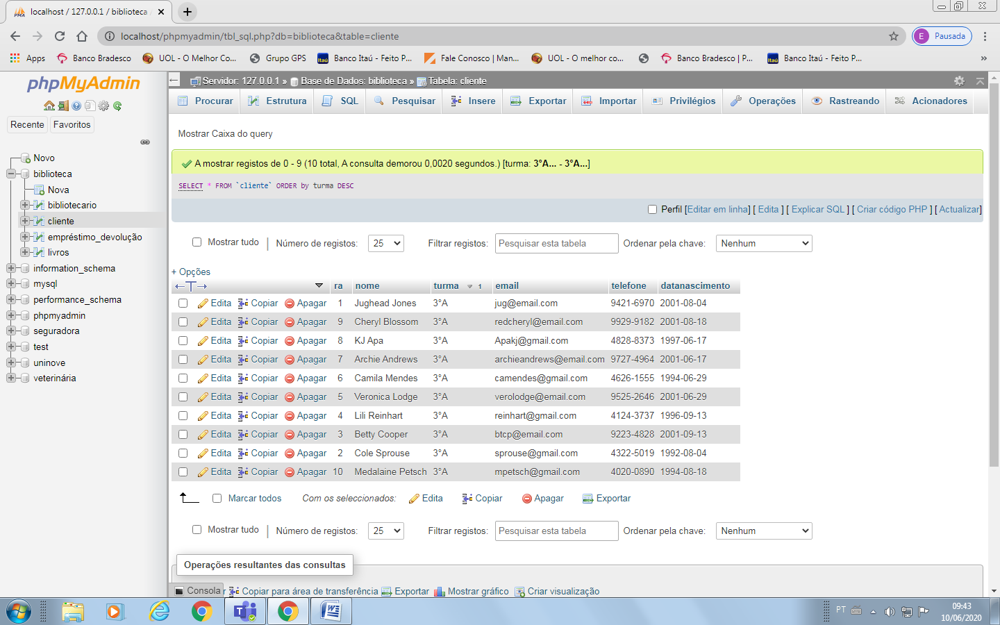 localhost / 127.0.0.1 / biblioteca
localhost/phpmyadmin/tbl_sql.php?db=biblioteca&table=cliente
E Pausada
Apps Banco Bradesco UOL - O Melhor Co... Grupo GPS Itaú Banco Itaú - Feito P... Fale Conosco | Man... UOL - O melhor co... Banco Bradesco | P... Itaú Banco Itaú - Feito P... »
phpMyAdmin
Recente Favoritos
Novo
biblioteca
Nova
bibliotecario
cliente
empréstimo_devolução
livros
information_schema
mysql
performance_schema
phpmyadmin
seguradora
test
uninove
veterinária
Servidor: 127.0.0.1 » Base de Dados: biblioteca » Tabela: cliente
Procurar Estrutura SQL Pesquisar Insere Exportar Importar Privilégios Operações Rastreando Acionadores
Mostrar Caixa do query
A mostrar registos de 0 - 9 (10 total, A consulta demorou 0,0020 segundos.) [turma: 3°A... - 3°A...]
SELECT * FROM `cliente` ORDER by turma DESC
Perfil [Editar em linha] [ Edita ] [ Explicar SQL ] [ Criar código PHP ] [ Actualizar]
Mostrar tudo | Número de registos: 25 Filtrar registos: Pesquisar esta tabela Ordenar pela chave: Nenhum
+ Opções
←T→ ra nome turma 1 email telefone datanascimento
Edita Copiar Apagar 1 Jughead Jones 3°A jug@email.com 9421-6970 2001-08-04
Edita Copiar Apagar 9 Cheryl Blossom 3°A redcheryl@email.com 9929-9182 2001-08-18
Edita Copiar Apagar 8 KJ Apa 3°A Apakj@gmail.com 4828-8373 1997-06-17
Edita Copiar Apagar 7 Archie Andrews 3°A archieandrews@email.com 9727-4964 2001-06-17
Edita Copiar Apagar 6 Camila Mendes 3°A camendes@gmail.com 4626-1555 1994-06-29
Edita Copiar Apagar 5 Veronica Lodge 3°A verolodge@email.com 9525-2646 2001-06-29
Edita Copiar Apagar 4 Lili Reinhart 3°A reinhart@gmail.com 4124-3737 1996-09-13
Edita Copiar Apagar 3 Betty Cooper 3°A btcp@email.com 9223-4828 2001-09-13
Edita Copiar Apagar 2 Cole Sprouse 3°A sprouse@gmail.com 4322-5019 1992-08-04
Edita Copiar Apagar 10 Medalaine Petsch 3°A mpetsch@gmail.com 4020-0890 1994-08-18
Marcar todos Com os seleccionados: Edita Copiar Apagar Exportar
Mostrar tudo | Número de registos: 25 Filtrar registos: Pesquisar esta tabela Ordenar pela chave: Nenhum
Operações resultantes das consultas
Consola r Copiar para área de transferência Exportar Mostrar gráfico Criar visualização
PT 09:43
10/06/2020